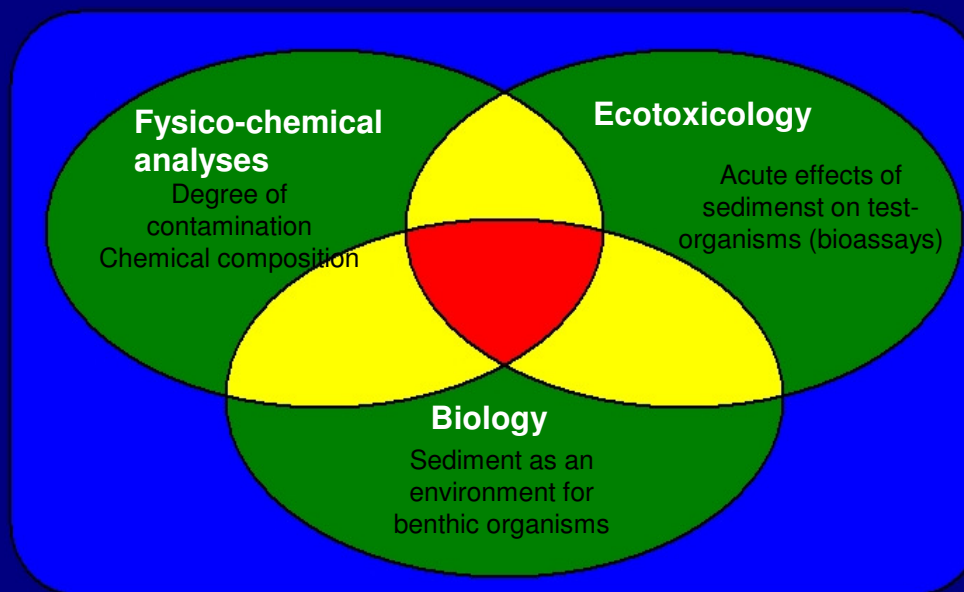 Fysico-chemical
analyses
Degree of
contamination
Chemical composition
Ecotoxicology
Acute effects of
sedimenst on test-
organisms (bioassays)
Biology
Sediment as an
environment for
benthic organisms